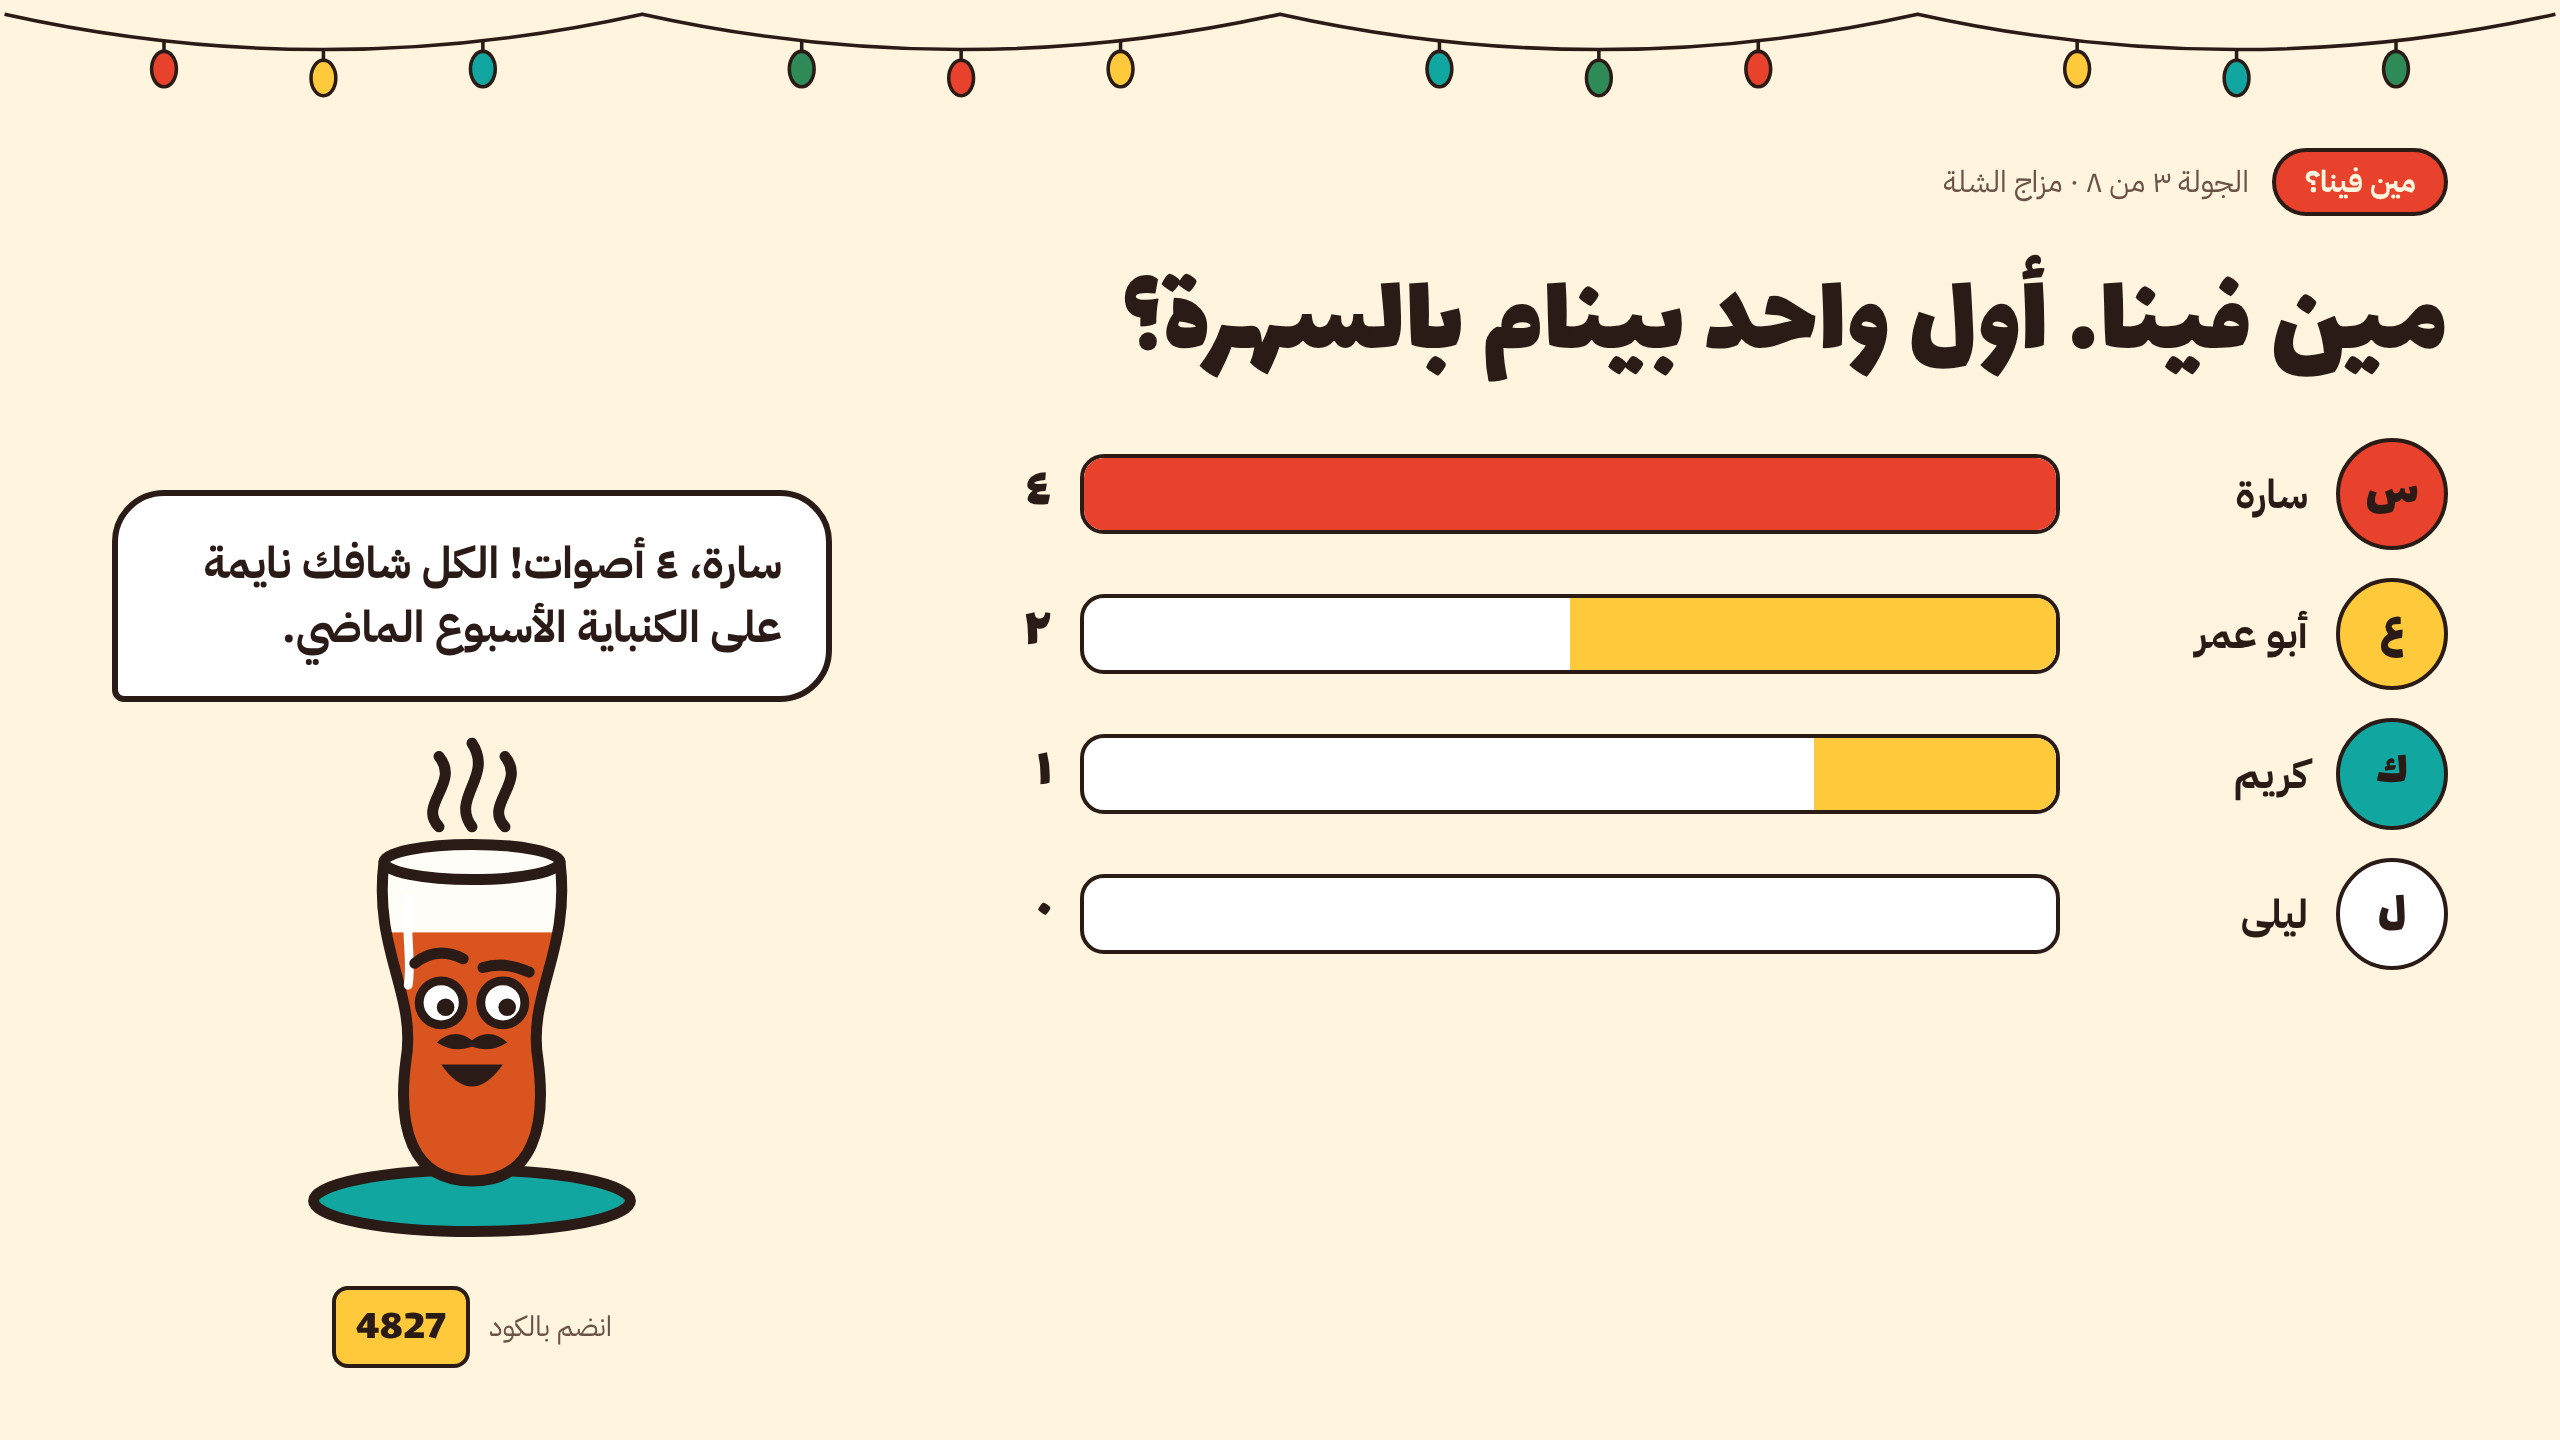 مين فينا؟
الجولة ٣ من ٨ · مزاج الشلة
مين فينا. أول واحد بينام بالسهرة؟
س
سارة
٤
ع
أبو عمر
٢
ك
كريم
١
ل
ليلى
٠
سارة، ٤ أصوات! الكل شافك نايمة
على الكنباية الأسبوع الماضي.
انضم بالكود
4827